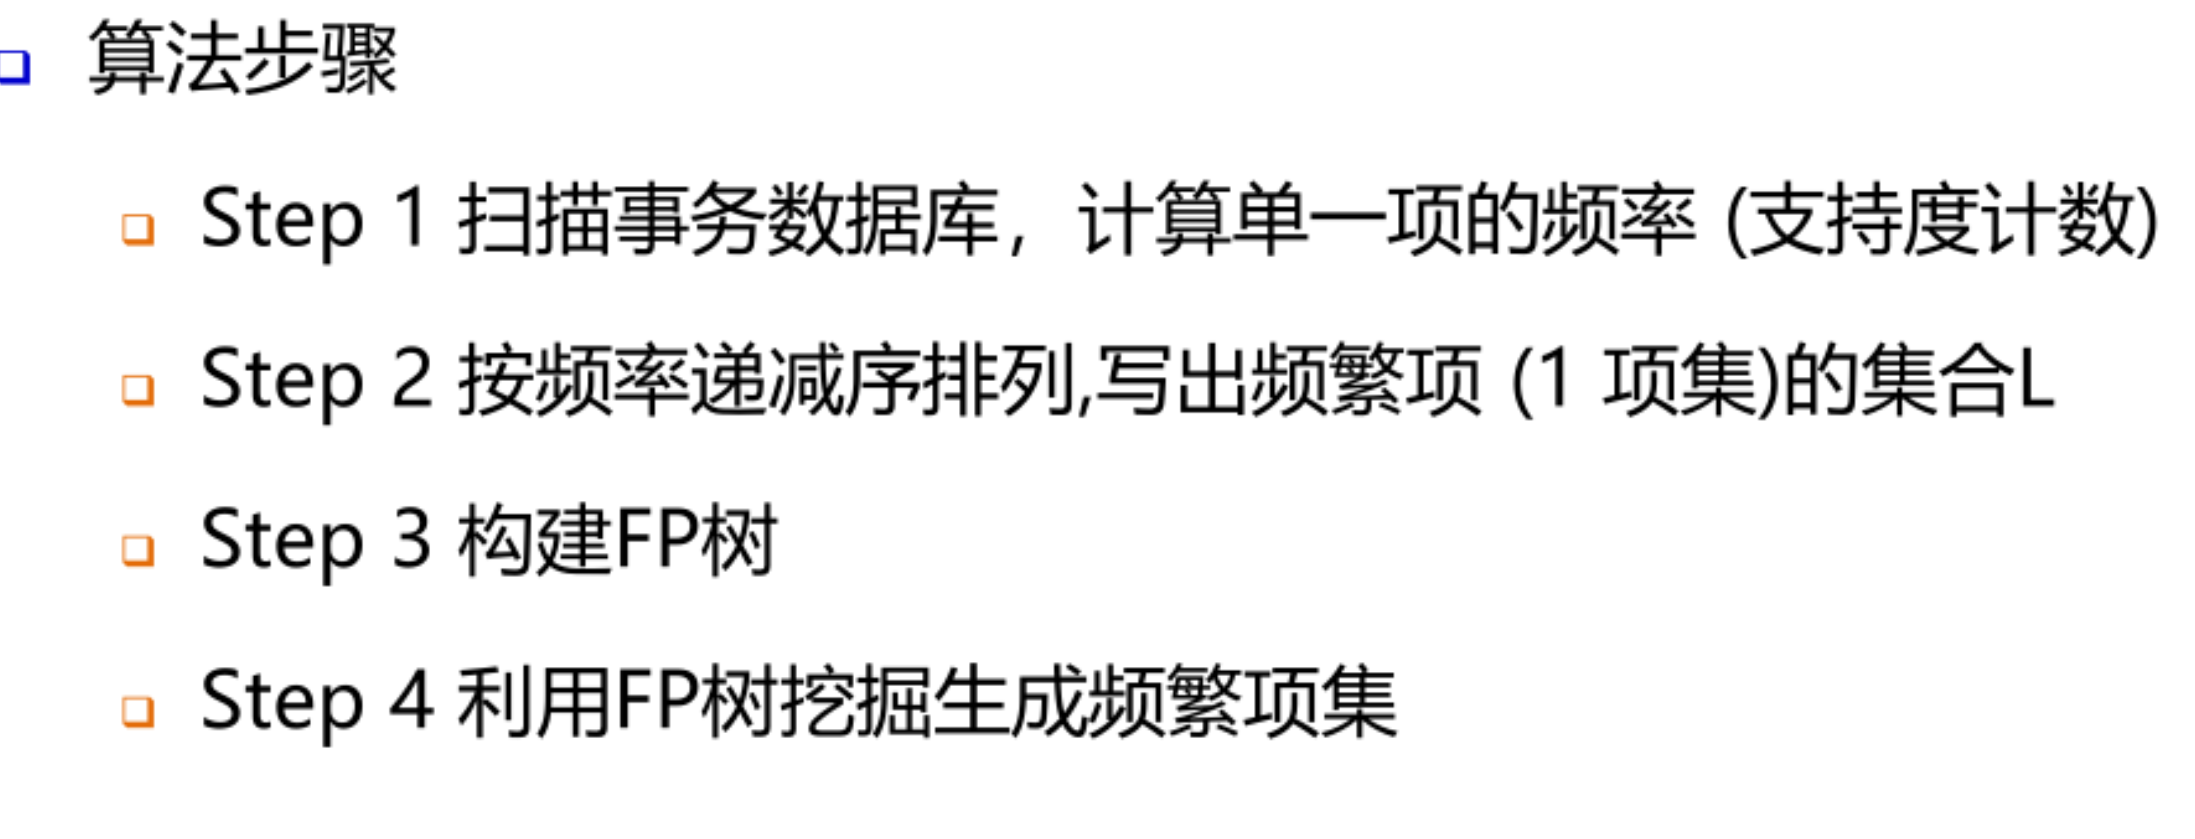 算法步骤
Step 1 扫描事务数据库，计算单一项的频率 (支持度计数)
Step 2 按频率递减序排列,写出频繁项 (1 项集)的集合L
Step 3 构建FP树
Step 4 利用FP树挖掘生成频繁项集